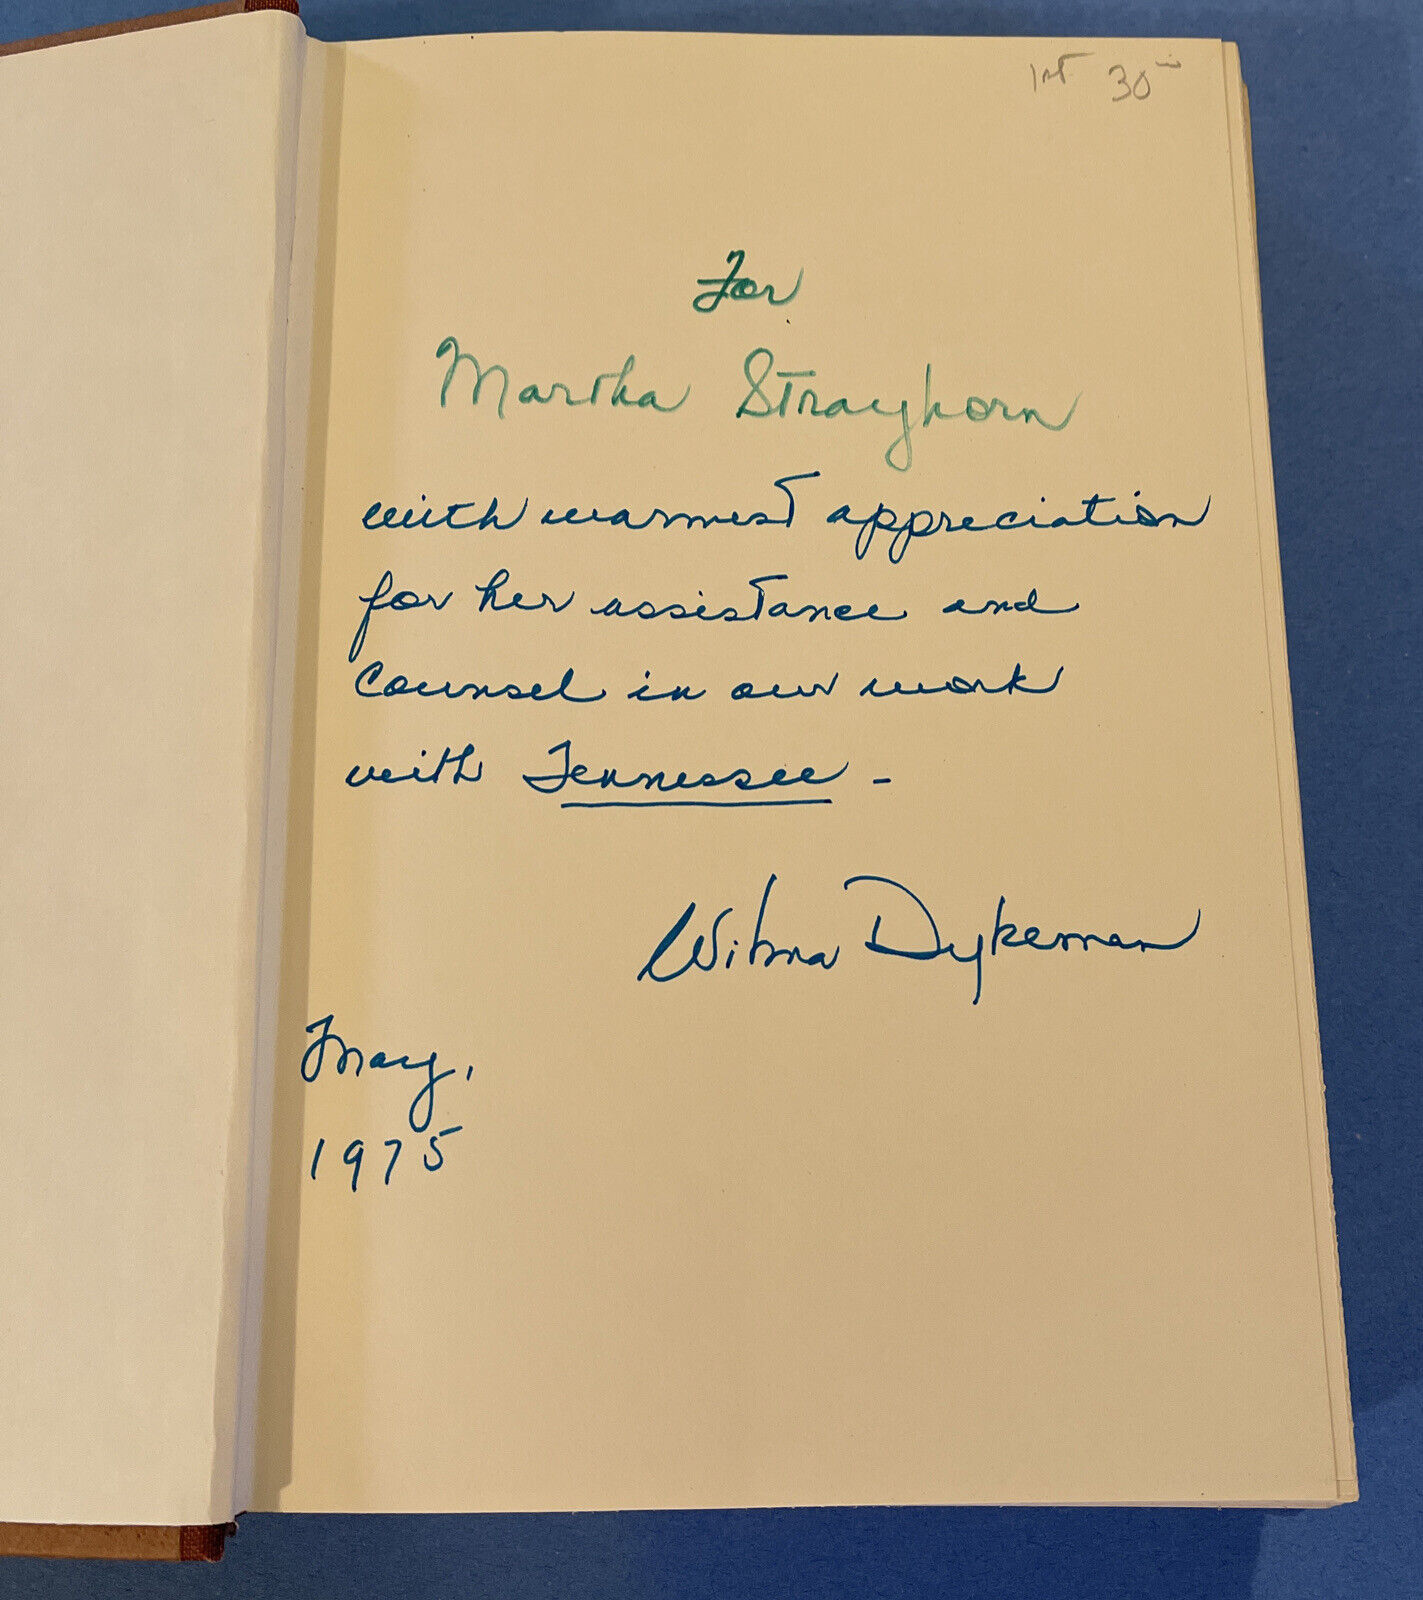 1st 30
For
Martha Strayhorn
with warmest appreciation
for her assistance and
counsel in our work
with Tennessee -
Wilma Dykeman
May,
1975